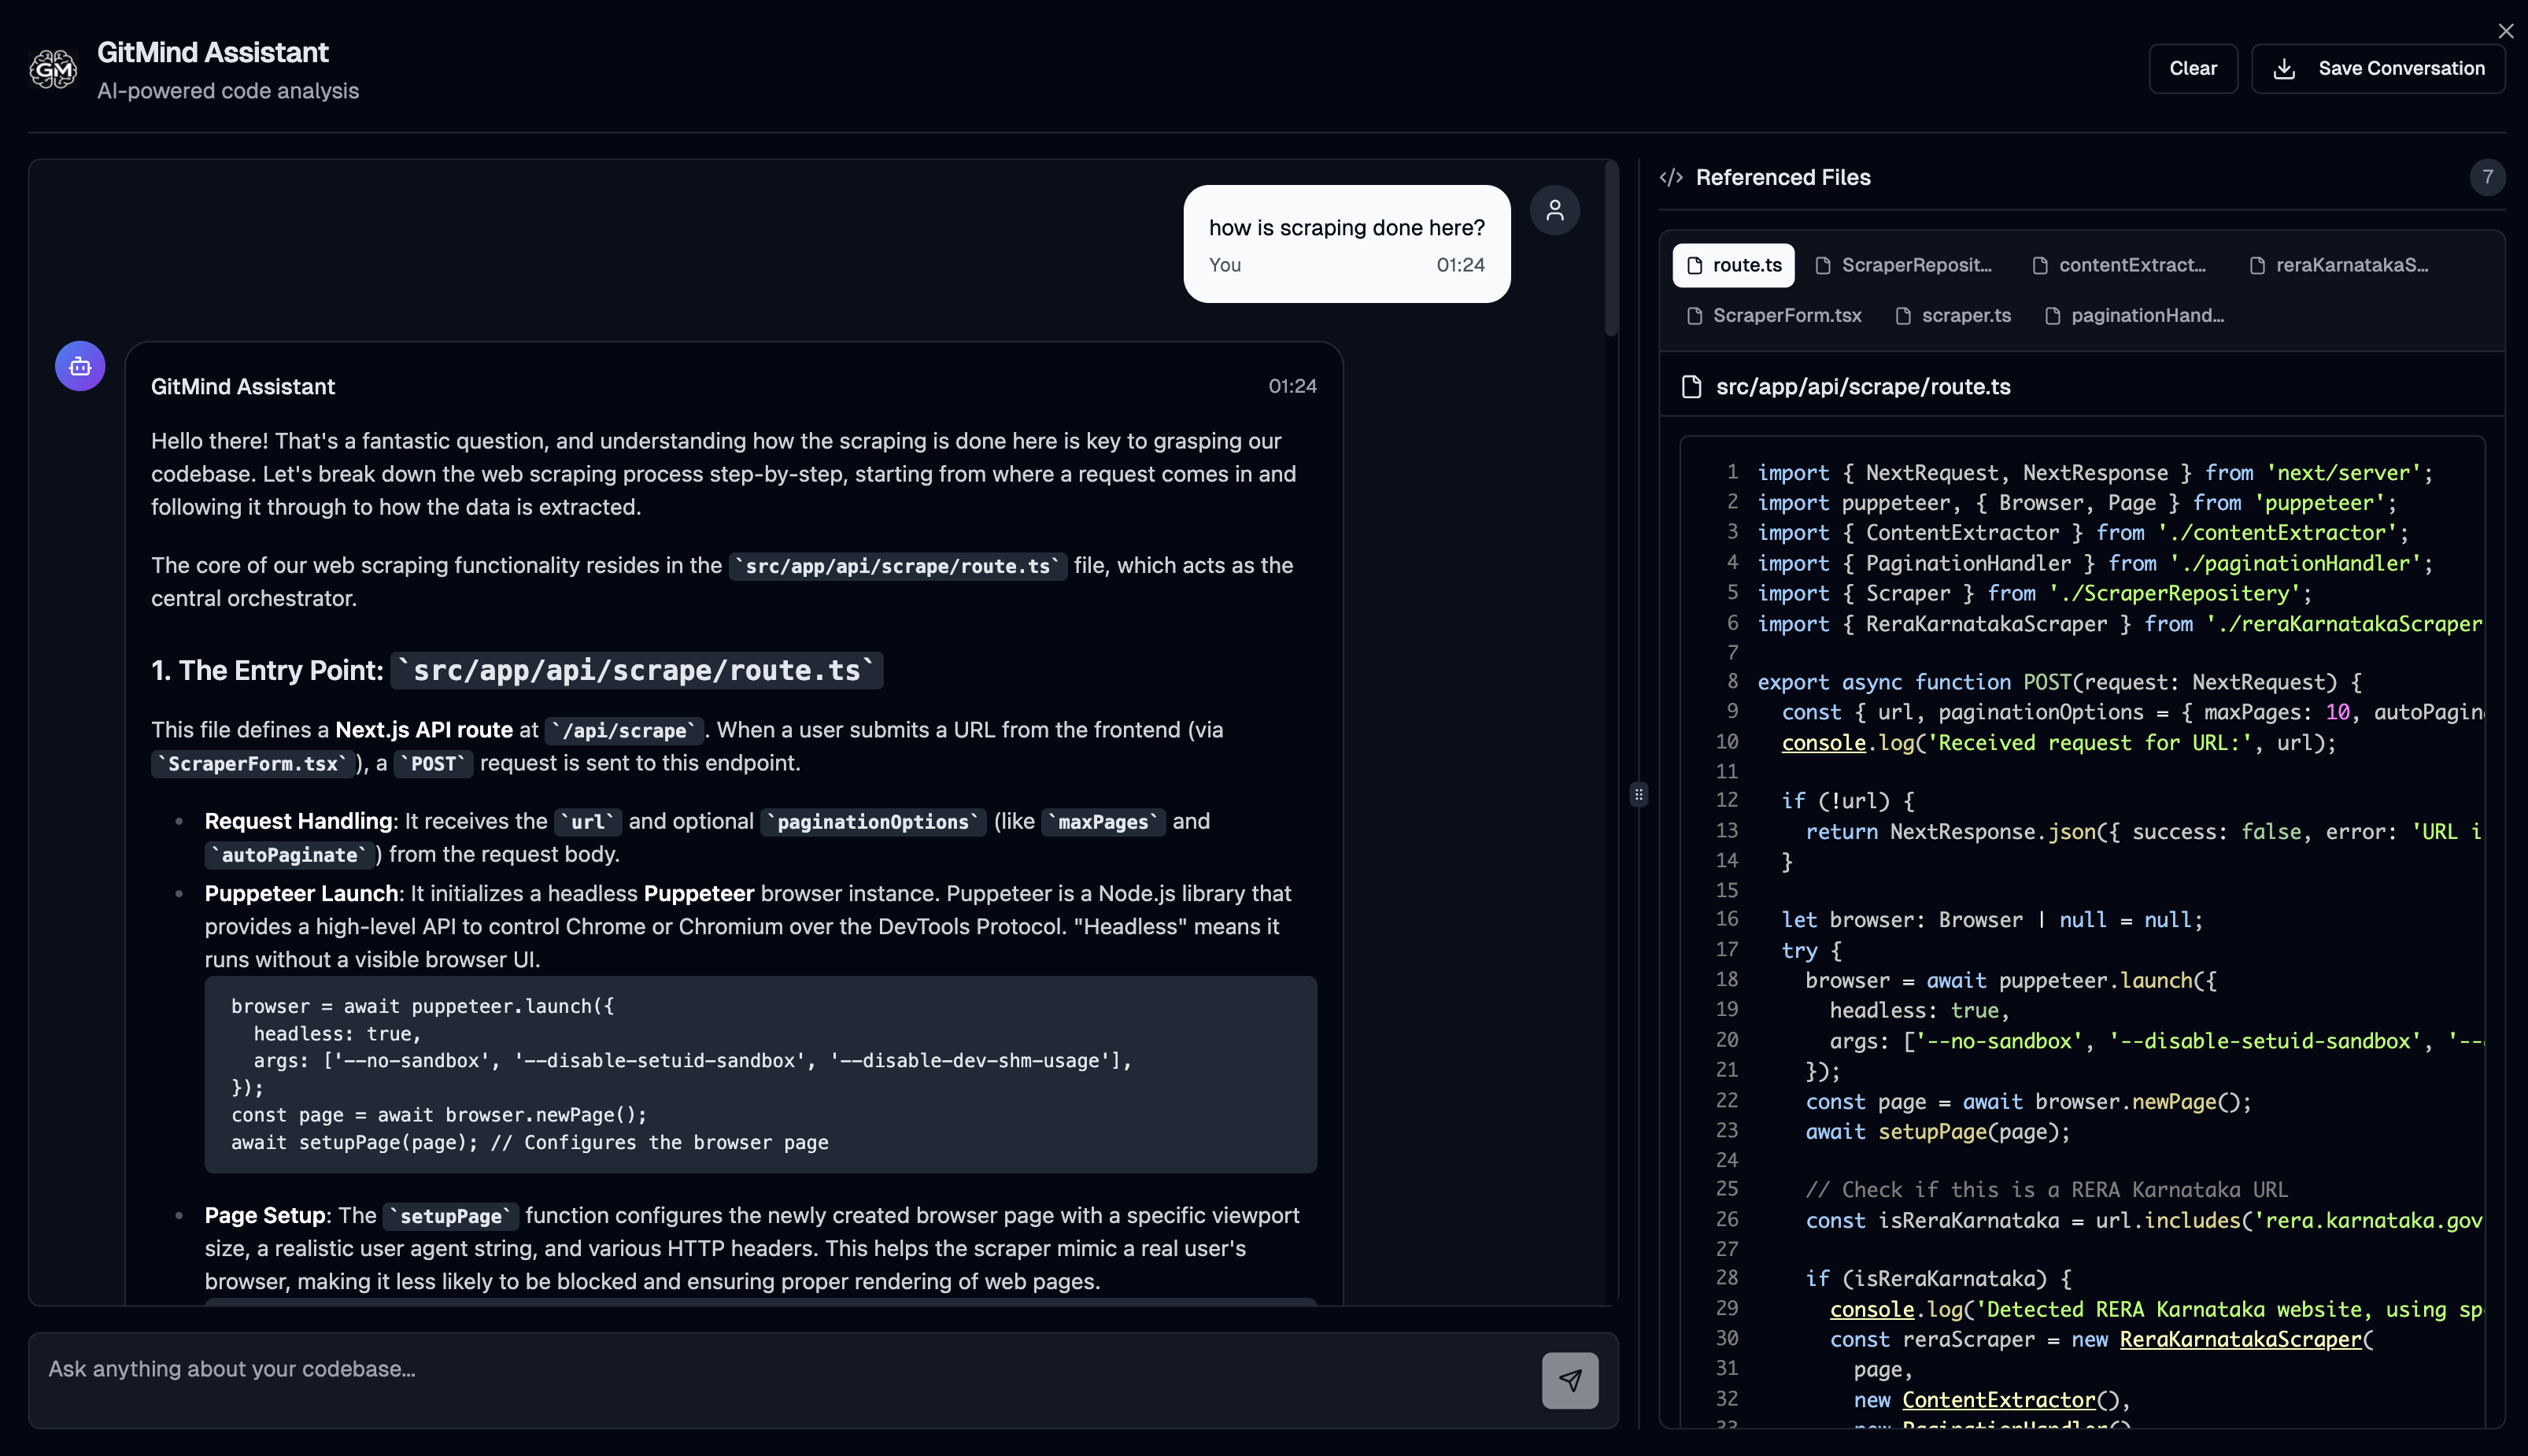 GM
GitMind Assistant
AI-powered code analysis
Clear
Save Conversation
how is scraping done here?
You 01:24
GitMind Assistant 01:24
Hello there! That's a fantastic question, and understanding how the scraping is done here is key to grasping our
codebase. Let's break down the web scraping process step-by-step, starting from where a request comes in and
following it through to how the data is extracted.
The core of our web scraping functionality resides in the `src/app/api/scrape/route.ts` file, which acts as the
central orchestrator.
1. The Entry Point: `src/app/api/scrape/route.ts`
This file defines a Next.js API route at `/api/scrape`. When a user submits a URL from the frontend (via
`ScraperForm.tsx`), a `POST` request is sent to this endpoint.
• Request Handling: It receives the `url` and optional `paginationOptions` (like `maxPages` and
`autoPaginate`) from the request body.
• Puppeteer Launch: It initializes a headless Puppeteer browser instance. Puppeteer is a Node.js library that
provides a high-level API to control Chrome or Chromium over the DevTools Protocol. "Headless" means it
runs without a visible browser UI.
browser = await puppeteer.launch({
  headless: true,
  args: ['--no-sandbox', '--disable-setuid-sandbox', '--disable-dev-shm-usage'],
});
const page = await browser.newPage();
await setupPage(page); // Configures the browser page
• Page Setup: The `setupPage` function configures the newly created browser page with a specific viewport
size, a realistic user agent string, and various HTTP headers. This helps the scraper mimic a real user's
browser, making it less likely to be blocked and ensuring proper rendering of web pages.
Ask anything about your codebase...
</> Referenced Files 7
route.ts ScraperReposit... contentExtract... reraKarnatakaS...
ScraperForm.tsx scraper.ts paginationHand...
src/app/api/scrape/route.ts
1 import { NextRequest, NextResponse } from 'next/server';
2 import puppeteer, { Browser, Page } from 'puppeteer';
3 import { ContentExtractor } from './contentExtractor';
4 import { PaginationHandler } from './paginationHandler';
5 import { Scraper } from './ScraperRepositery';
6 import { ReraKarnatakaScraper } from './reraKarnatakaScraper
7
8 export async function POST(request: NextRequest) {
9   const { url, paginationOptions = { maxPages: 10, autoPagin
10   console.log('Received request for URL:', url);
11
12   if (!url) {
13     return NextResponse.json({ success: false, error: 'URL i
14   }
15
16   let browser: Browser | null = null;
17   try {
18     browser = await puppeteer.launch({
19       headless: true,
20       args: ['--no-sandbox', '--disable-setuid-sandbox', '--
21     });
22     const page = await browser.newPage();
23     await setupPage(page);
24
25     // Check if this is a RERA Karnataka URL
26     const isReraKarnataka = url.includes('rera.karnataka.gov
27
28     if (isReraKarnataka) {
29       console.log('Detected RERA Karnataka website, using sp
30       const reraScraper = new ReraKarnatakaScraper(
31         page,
32         new ContentExtractor(),
33         new PaginationHandler()